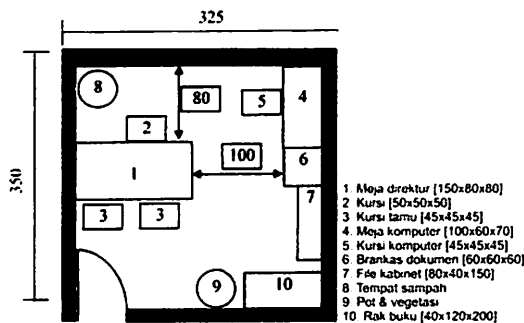 325
350
8
80
5
4
2
100
6
1
7
3 3
9
10
1. Meja direktur [150x80x80]
2 Kursi [50x50x50]
3 Kursi tamu [45x45x45]
4. Meja komputer [100x60x70]
5. Kursi komputer [45x45x45]
6. Brankas dokumen [60x60x60]
7. File kabinet [80x40x150]
8 Tempat sampah
9 Pot & vegetasi
10 Rak buku [40x120x200]